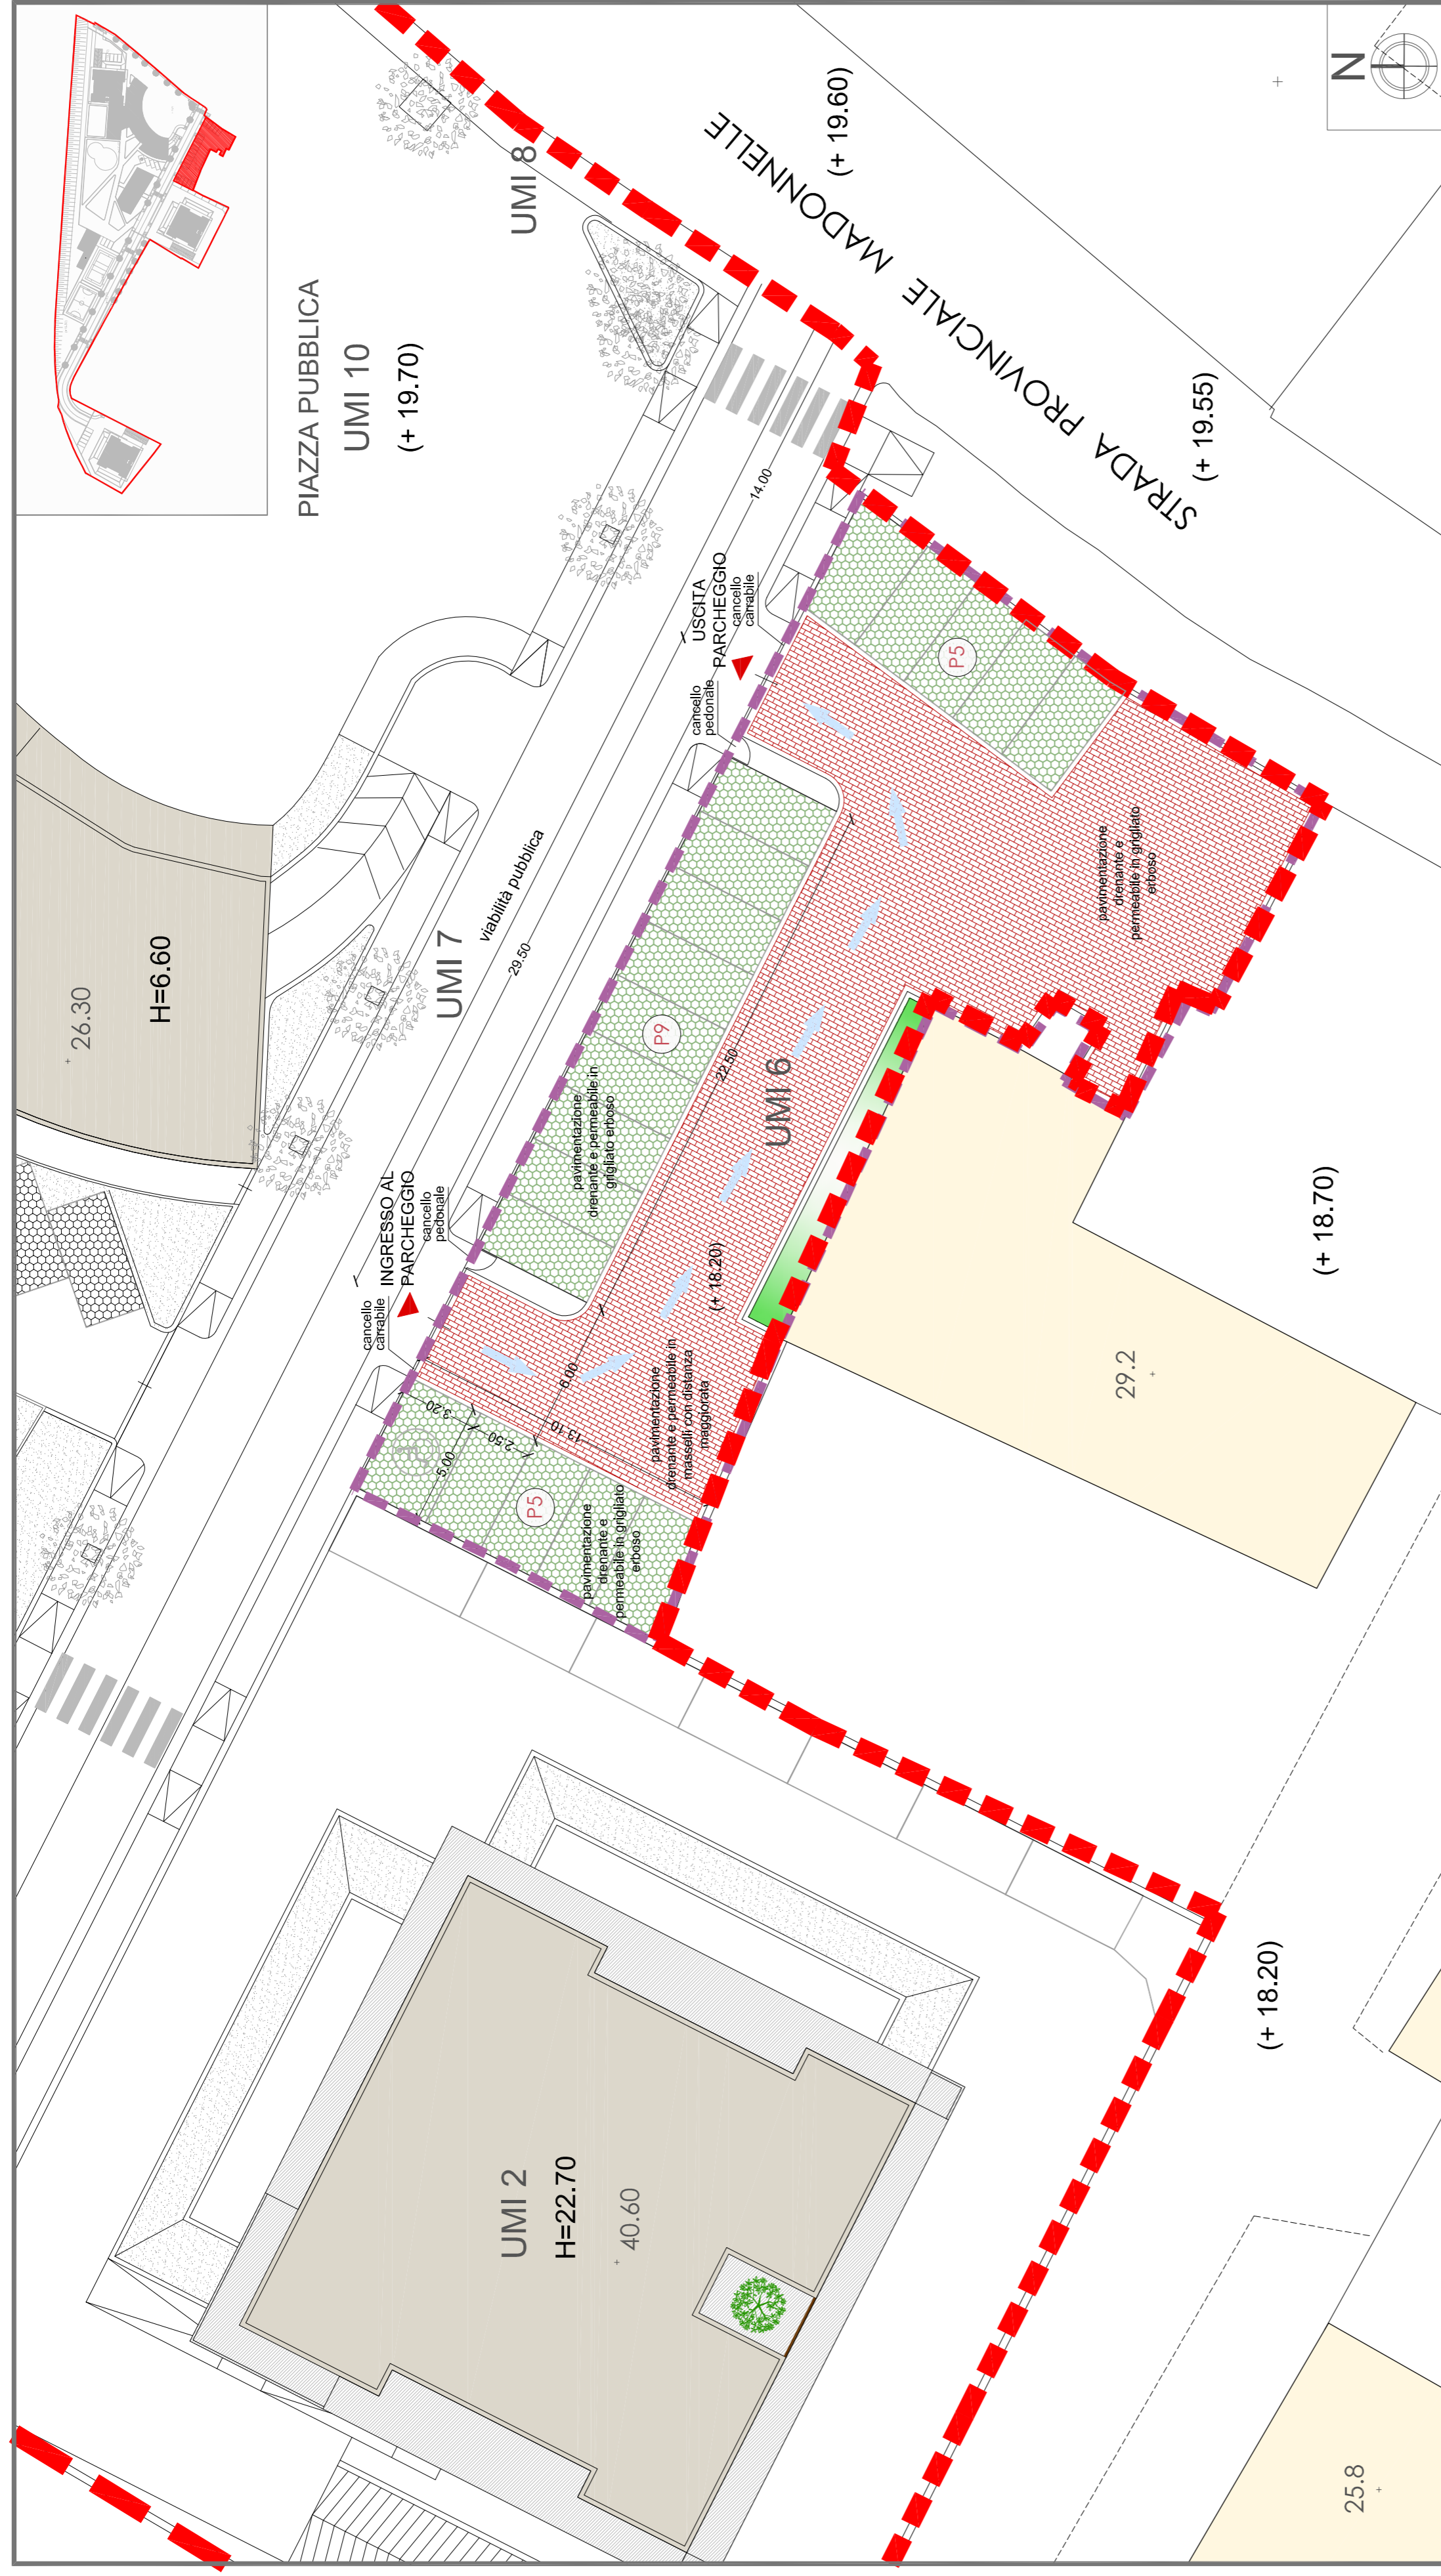 PIAZZA PUBBLICA
UMI 10
(+ 19.70)
UMI 8
(+ 19.60)
STRADA PROVINCIALE MADONNELLE
(+ 19.55)
N
26.30
H=6.60
UMI 7
viabilità pubblica
29.50
14.00
USCITA
PARCHEGGIO
cancello
carrabile
cancello
pedonale
P5
pavimentazione
drenante e
permeabile in grigliato
erboso
P9
pavimentazione
drenante e permeabile in
grigliato erboso
22.50
UMI 6
INGRESSO AL
PARCHEGGIO
cancello
pedonale
cancello
carrabile
(+ 18.20)
6.00
3.20
2.50
13.10
5.00
pavimentazione
drenante e permeabile in
masselli con distanza
maggiorata
P5
pavimentazione
drenante e
permeabile in grigliato
erboso
(+ 18.70)
29.2
UMI 2
H=22.70
40.60
(+ 18.20)
25.8